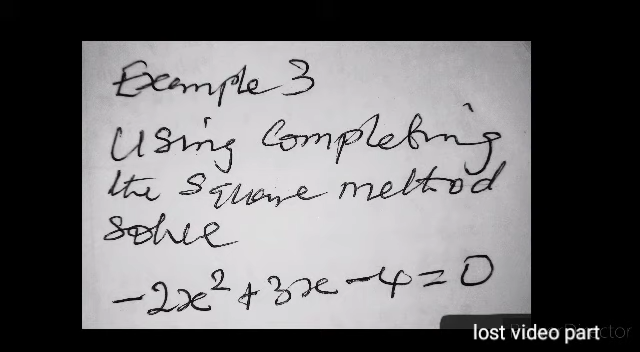 Example 3
Using Completing
the Square method
solve
-2x² + 3x - 4 = 0
lost video part